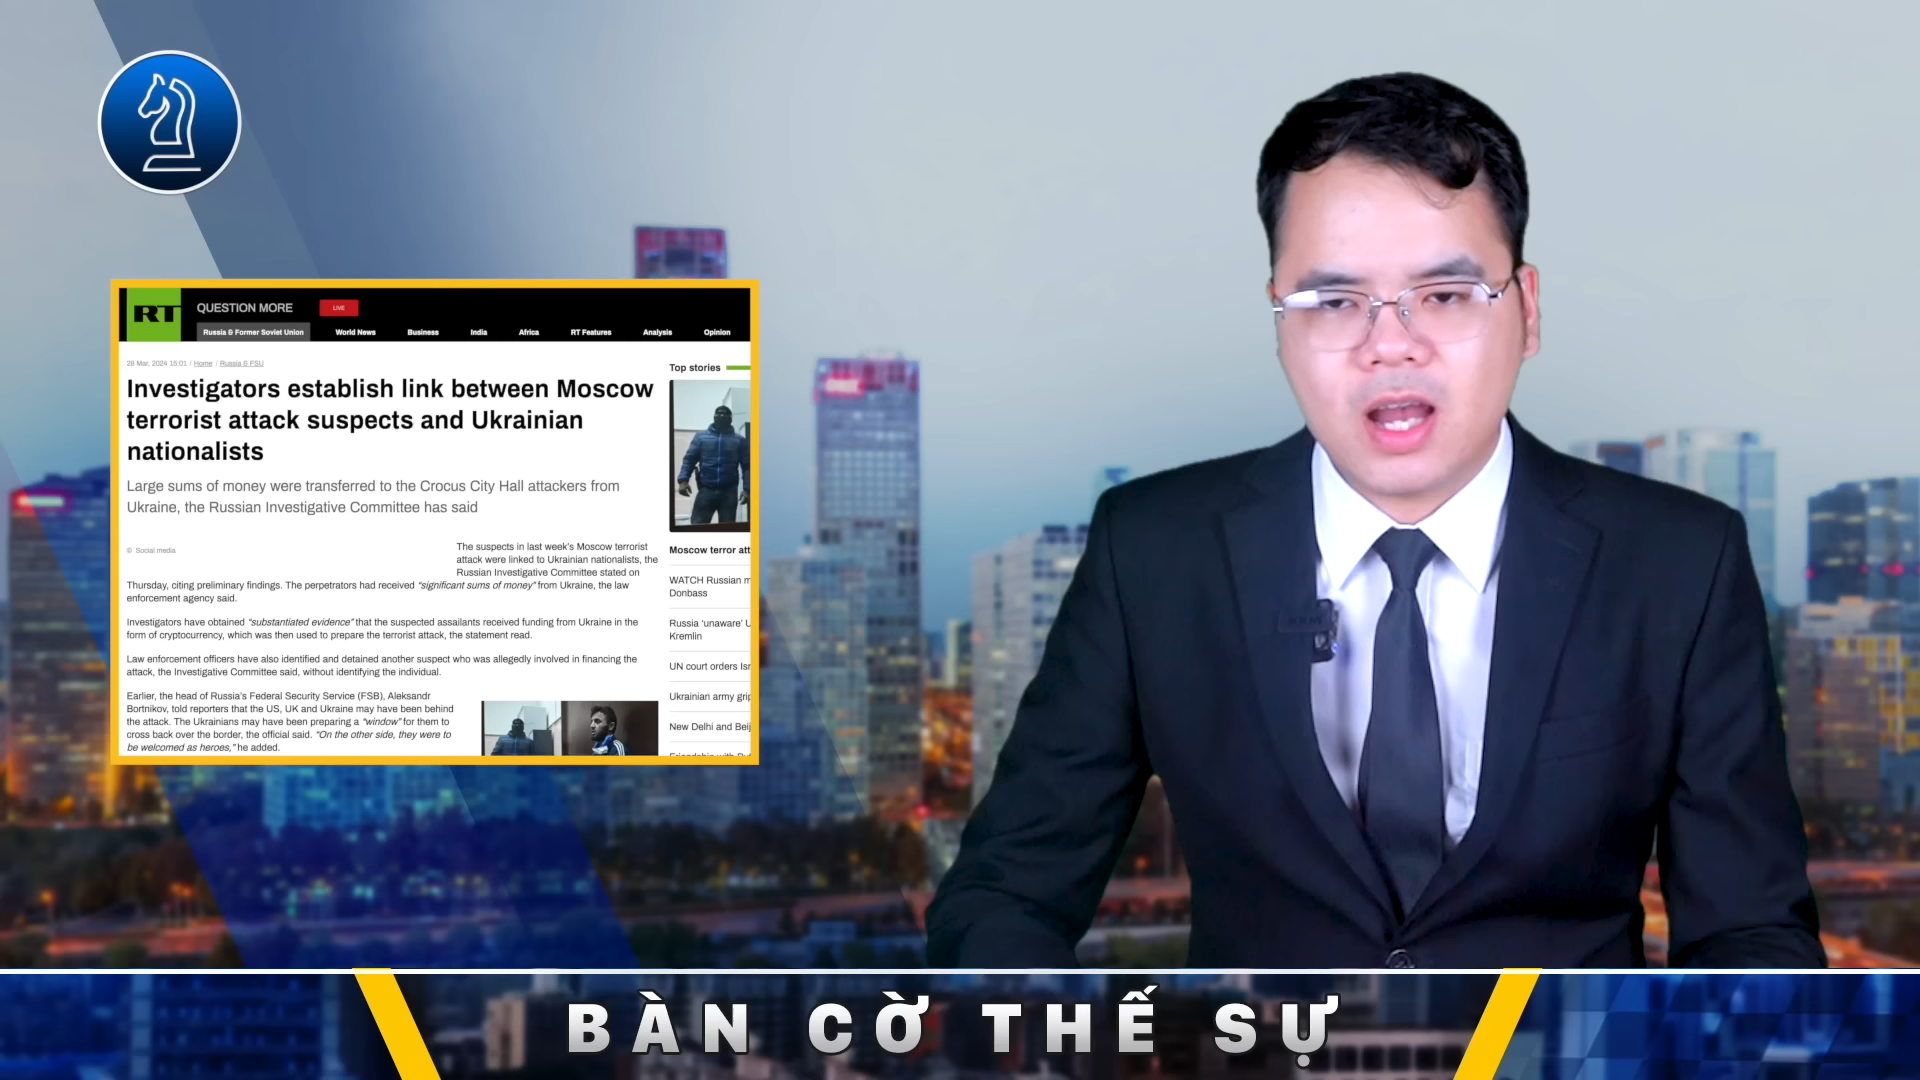 RT
QUESTION MORE
LIVE
Russia & Former Soviet Union
World News
Business
India
Africa
RT Features
Analysis
Opinion
28 Mar, 2024 15:01 / Home / Russia & FSU
Investigators establish link between Moscow
terrorist attack suspects and Ukrainian
nationalists
Large sums of money were transferred to the Crocus City Hall attackers from
Ukraine, the Russian Investigative Committee has said
© Social media
The suspects in last week's Moscow terrorist
attack were linked to Ukrainian nationalists, the
Russian Investigative Committee stated on
Thursday, citing preliminary findings. The perpetrators had received “significant sums of money” from Ukraine, the law
enforcement agency said.
Investigators have obtained “substantiated evidence” that the suspected assailants received funding from Ukraine in the
form of cryptocurrency, which was then used to prepare the terrorist attack, the statement read.
Law enforcement officers have also identified and detained another suspect who was allegedly involved in financing the
attack, the Investigative Committee said, without identifying the individual.
Earlier, the head of Russia's Federal Security Service (FSB), Aleksandr
Bortnikov, told reporters that the US, UK and Ukraine may have been behind
the attack. The Ukrainians may have been preparing a “window” for them to
cross back over the border, the official said. “On the other side, they were to
be welcomed as heroes,” he added.
Top stories
Moscow terror att
WATCH Russian m
Donbass
Russia ‘unaware’ U
Kremlin
UN court orders Isr
Ukrainian army grip
New Delhi and Beij
BÀN CỜ THẾ SỰ